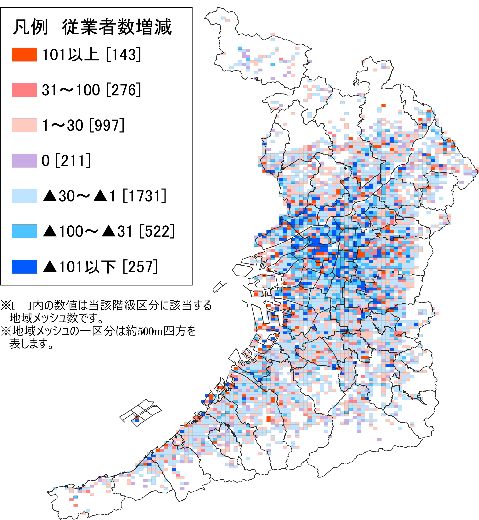 凡例 従業者数増減
101以上 [143]
31～100 [276]
1～30 [997]
0 [211]
▲30～▲1 [1731]
▲100～▲31 [522]
▲101以下 [257]
※[ ]内の数値は当該階級区分に該当する
地域メッシュ数です。
※地域メッシュの一区分は約500m四方を
表します。